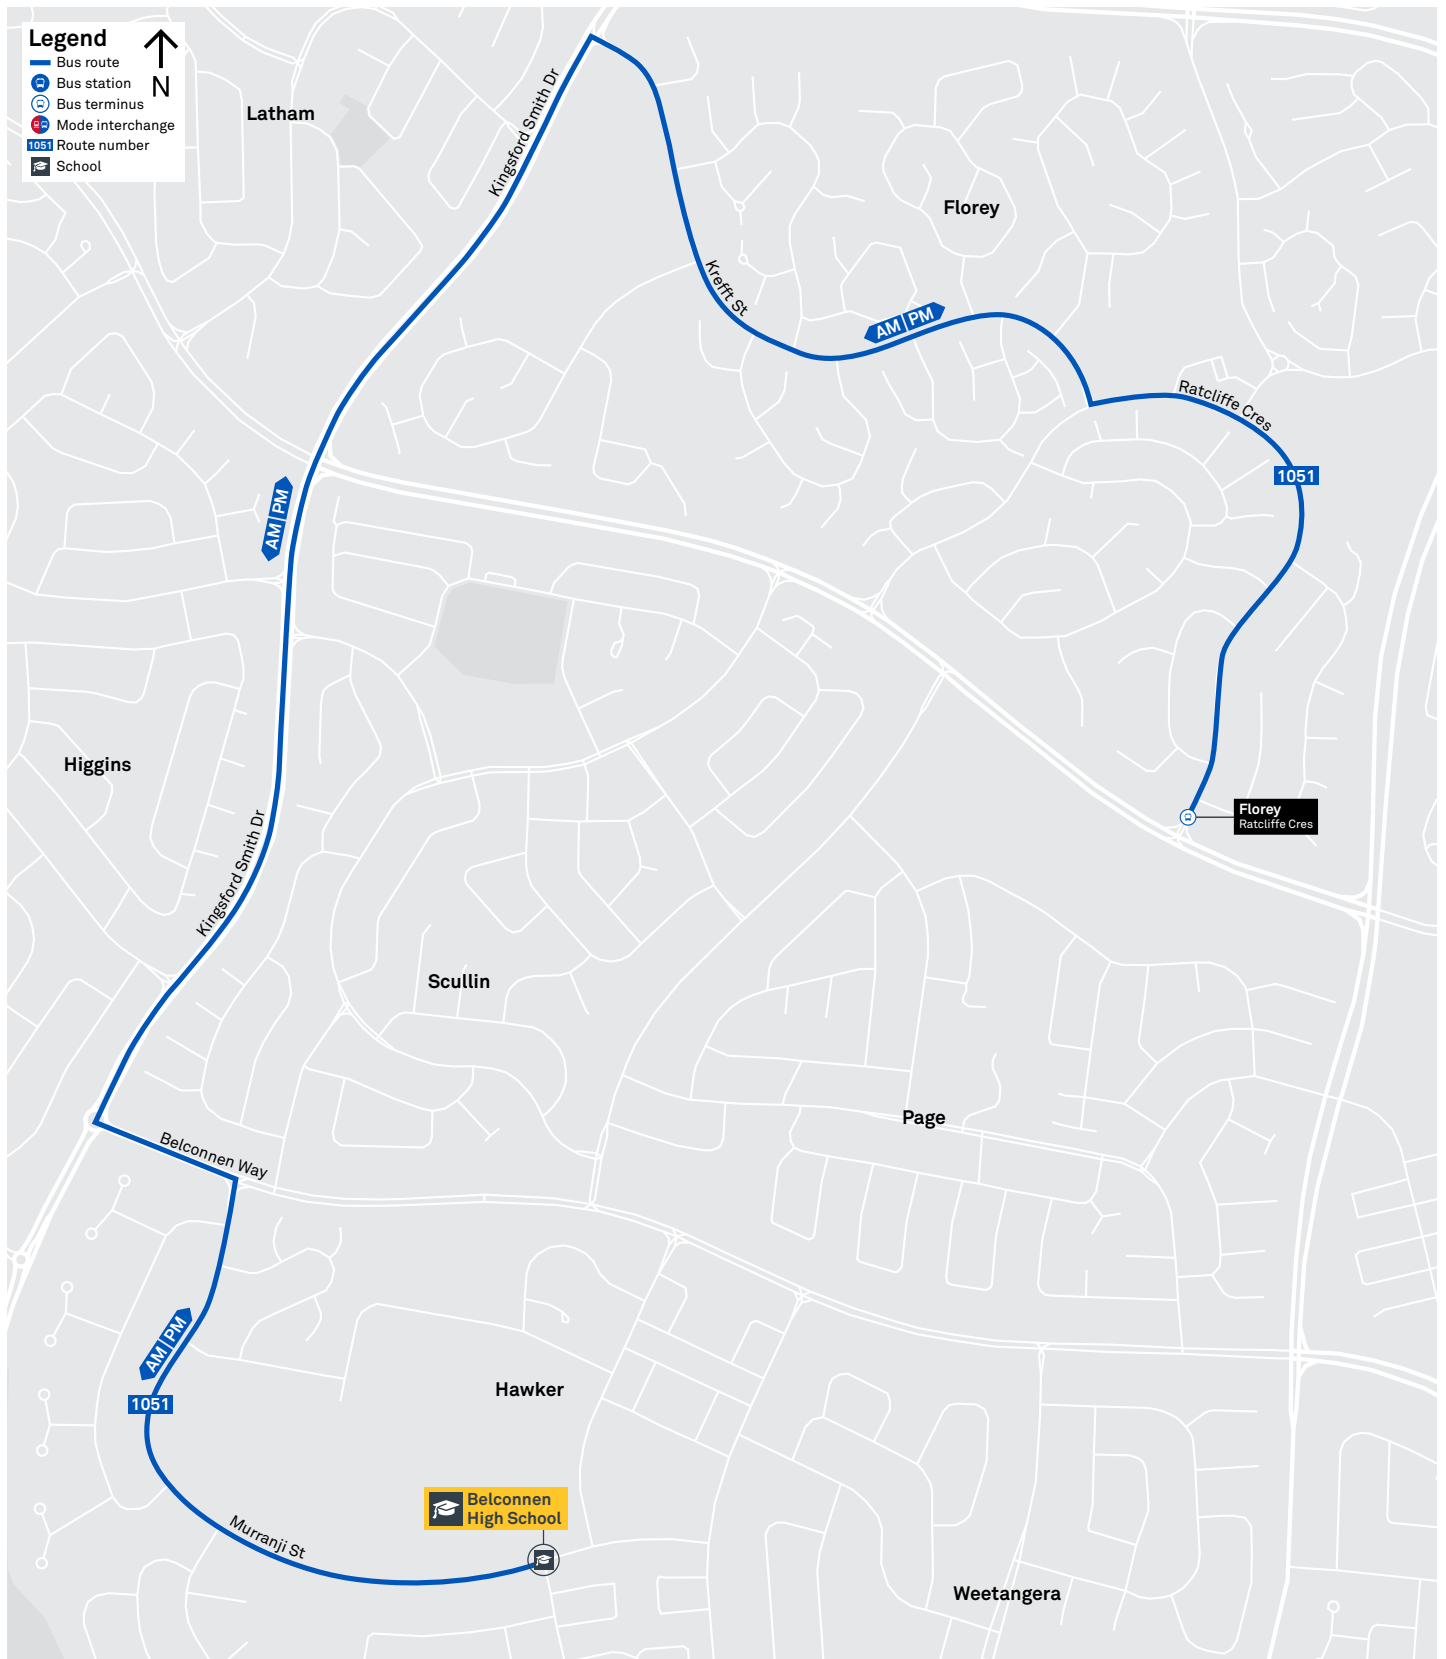 Legend
N
Bus route
Bus station
Bus terminus
Mode interchange
1051 Route number
School
Latham
Kingsford Smith Dr
Florey
Krefft St
AM | PM
Ratcliffe Cres
1051
AM | PM
Higgins
Florey
Ratcliffe Cres
Kingsford Smith Dr
Scullin
Page
Belconnen Way
AM | PM
1051
Hawker
Belconnen
High School
Murranji St
Weetangera